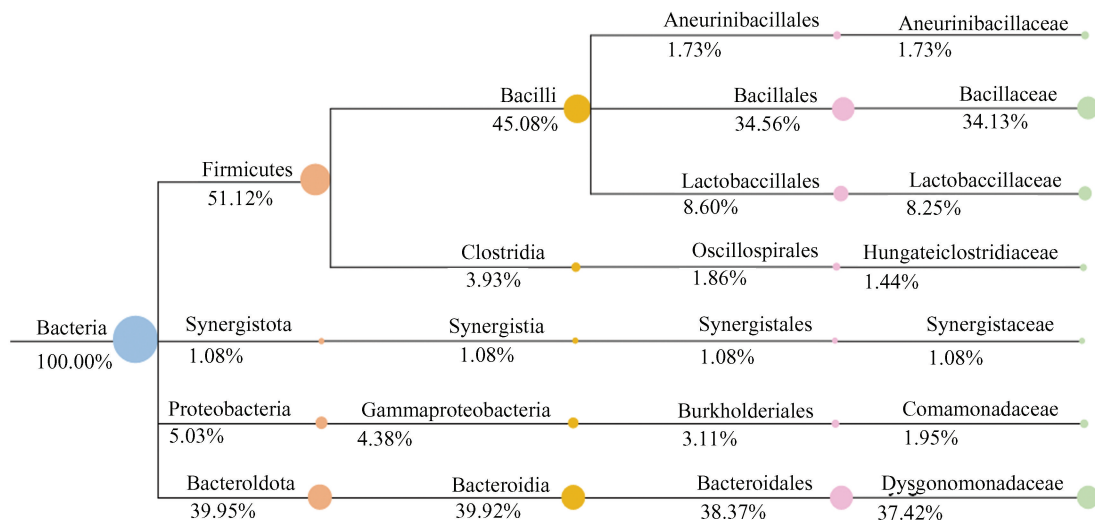 Aneurinibacillales
1.73%
Aneurinibacillaceae
1.73%
Bacilli
45.08%
Bacillales
34.56%
Bacillaceae
34.13%
Firmicutes
51.12%
Lactobaccillales
8.60%
Lactobaccillaceae
8.25%
Clostridia
3.93%
Oscillospirales
1.86%
Hungateiclostridiaceae
1.44%
Bacteria
100.00%
Synergistota
1.08%
Synergistia
1.08%
Synergistales
1.08%
Synergistaceae
1.08%
Proteobacteria
5.03%
Gammaproteobacteria
4.38%
Burkholderiales
3.11%
Comamonadaceae
1.95%
Bacteroldota
39.95%
Bacteroidia
39.92%
Bacteroidales
38.37%
Dysgonomonadaceae
37.42%